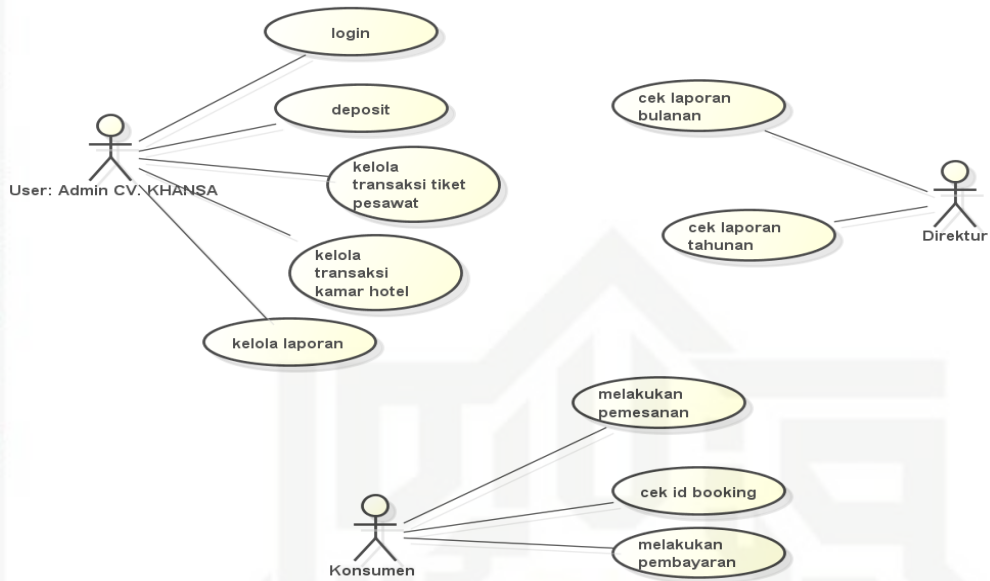 login
deposit
kelola
transaksi tiket
pesawat
User: Admin CV. KHANSA
kelola
transaksi
kamar hotel
kelola laporan
cek laporan
bulanan
cek laporan
tahunan
Direktur
melakukan
pemesanan
cek id booking
melakukan
pembayaran
Konsumen